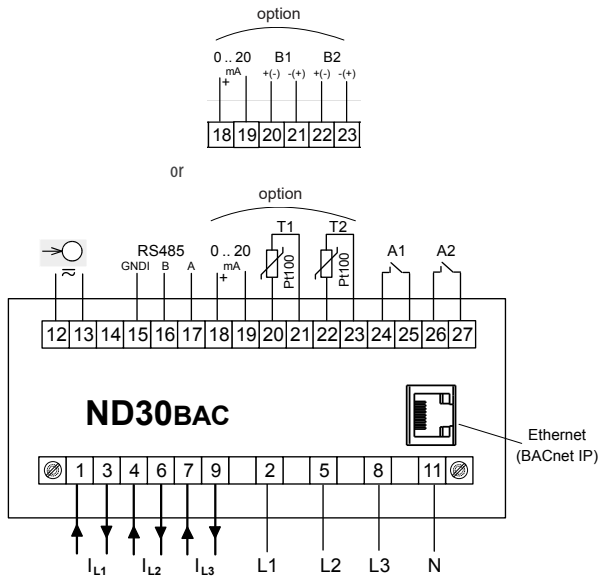 option
0 .. 20 B1 B2
mA +(-) -(+) +(-) -(+)
+
18 19 20 21 22 23
or
option
T1 T2
RS485 0 .. 20 A1 A2
GNDI B A mA Pt100 Pt100
+
12 13 14 15 16 17 18 19 20 21 22 23 24 25 26 27
ND30BAC
Ethernet
(BACnet IP)
1 3 4 6 7 9 2 5 8 11
IL1 IL2 IL3 L1 L2 L3 N